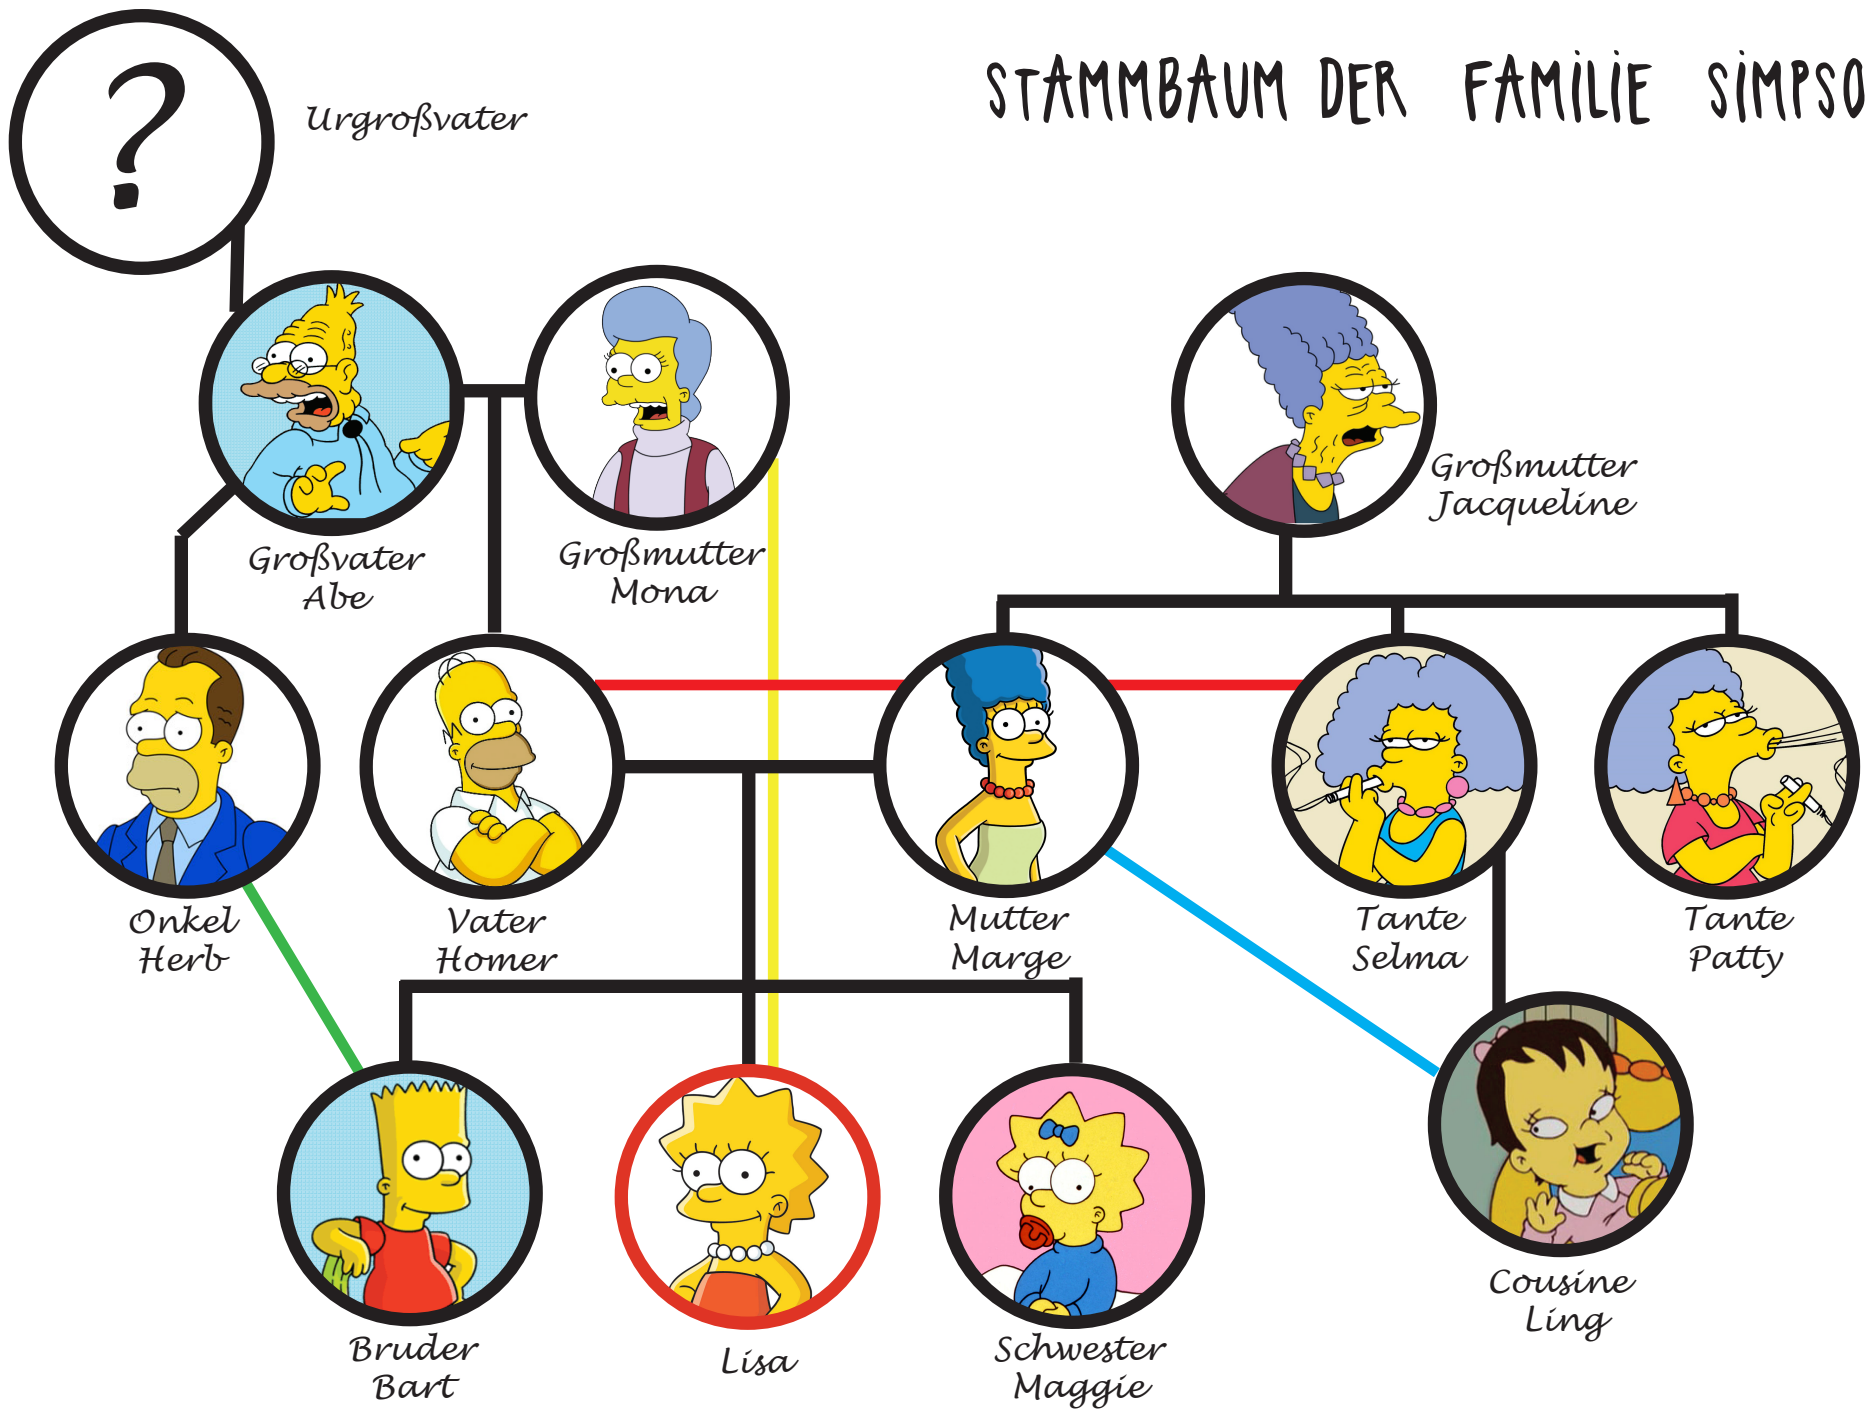 STAMMBAUM DER FAMILIE SIMPSO
?
Urgroßvater
Großmutter
Jacqueline
Großvater
Abe
Großmutter
Mona
Onkel
Herb
Vater
Homer
Mutter
Marge
Tante
Selma
Tante
Patty
Cousine
Ling
Bruder
Bart
Lisa
Schwester
Maggie